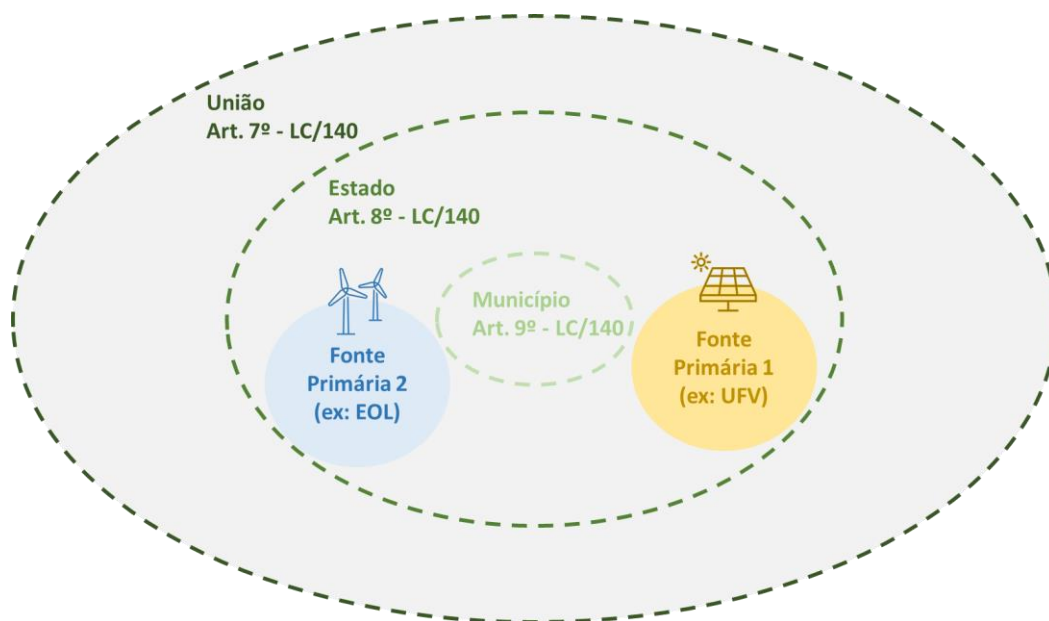 União
Art. 7º - LC/140
Estado
Art. 8º - LC/140
Município
Art. 9º - LC/140
Fonte
Primária 2
(ex: EOL)
Fonte
Primária 1
(ex: UFV)